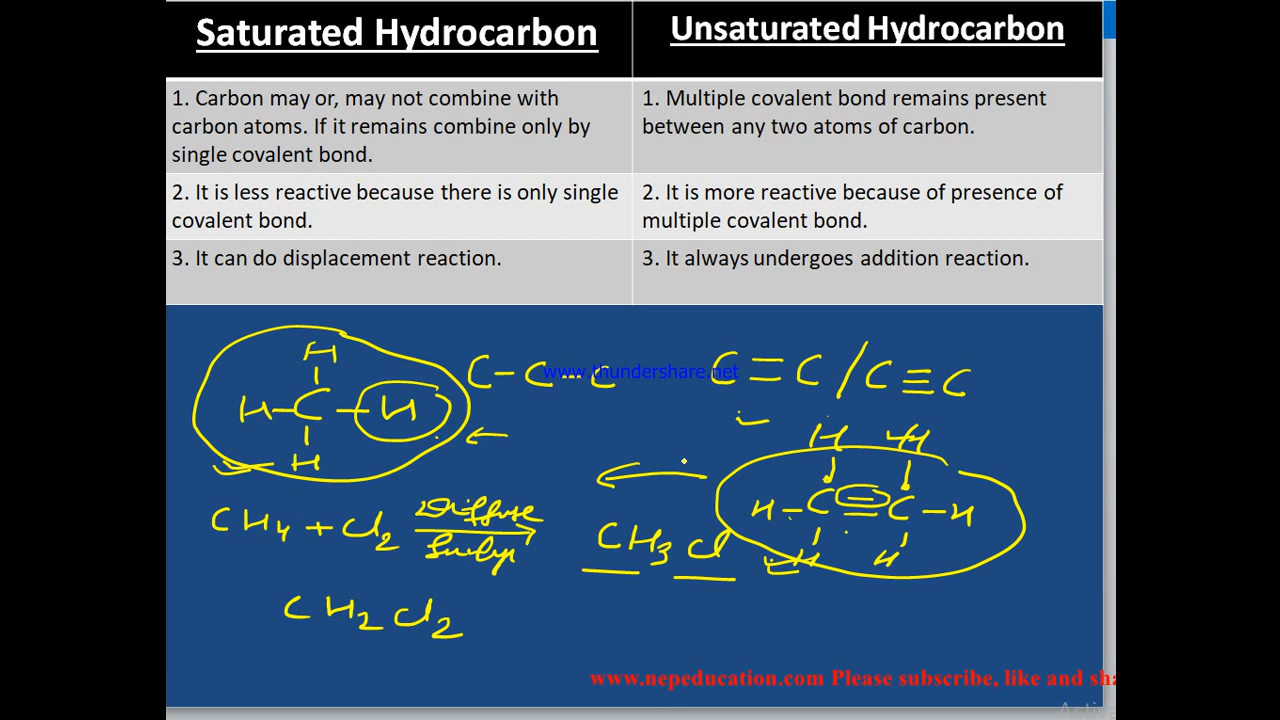 Saturated Hydrocarbon
Unsaturated Hydrocarbon
1. Carbon may or, may not combine with
carbon atoms. If it remains combine only by
single covalent bond.
1. Multiple covalent bond remains present
between any two atoms of carbon.
2. It is less reactive because there is only single
covalent bond.
2. It is more reactive because of presence of
multiple covalent bond.
3. It can do displacement reaction.
3. It always undergoes addition reaction.
H
H-C-H
H
C-C-C
www.thundershare.net
C=C/C≡C
H H
H-C=C-H
H H
CH4+Cl2
Diffuse
CH3Cl
CH2Cl2
www.nepeducation.com Please subscribe, like and sha